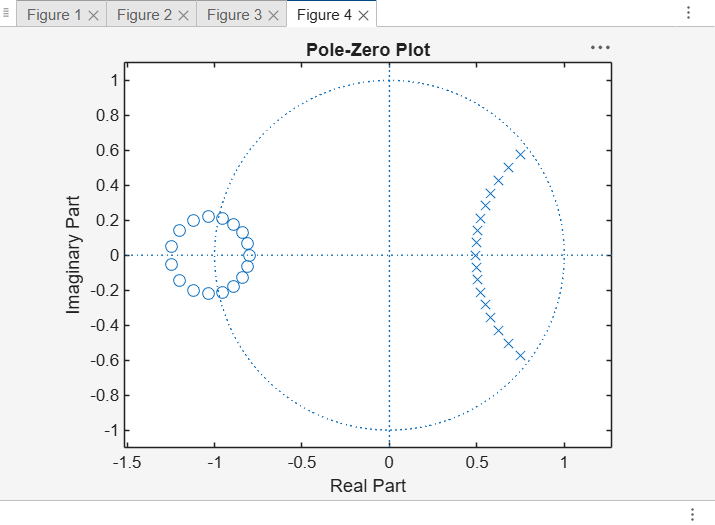 Figure 1 × Figure 2 × Figure 3 × Figure 4 ×
Pole-Zero Plot
1
0.8
0.6
0.4
0.2
0
-0.2
-0.4
-0.6
-0.8
-1
Imaginary Part
-1.5 -1 -0.5 0 0.5 1
Real Part